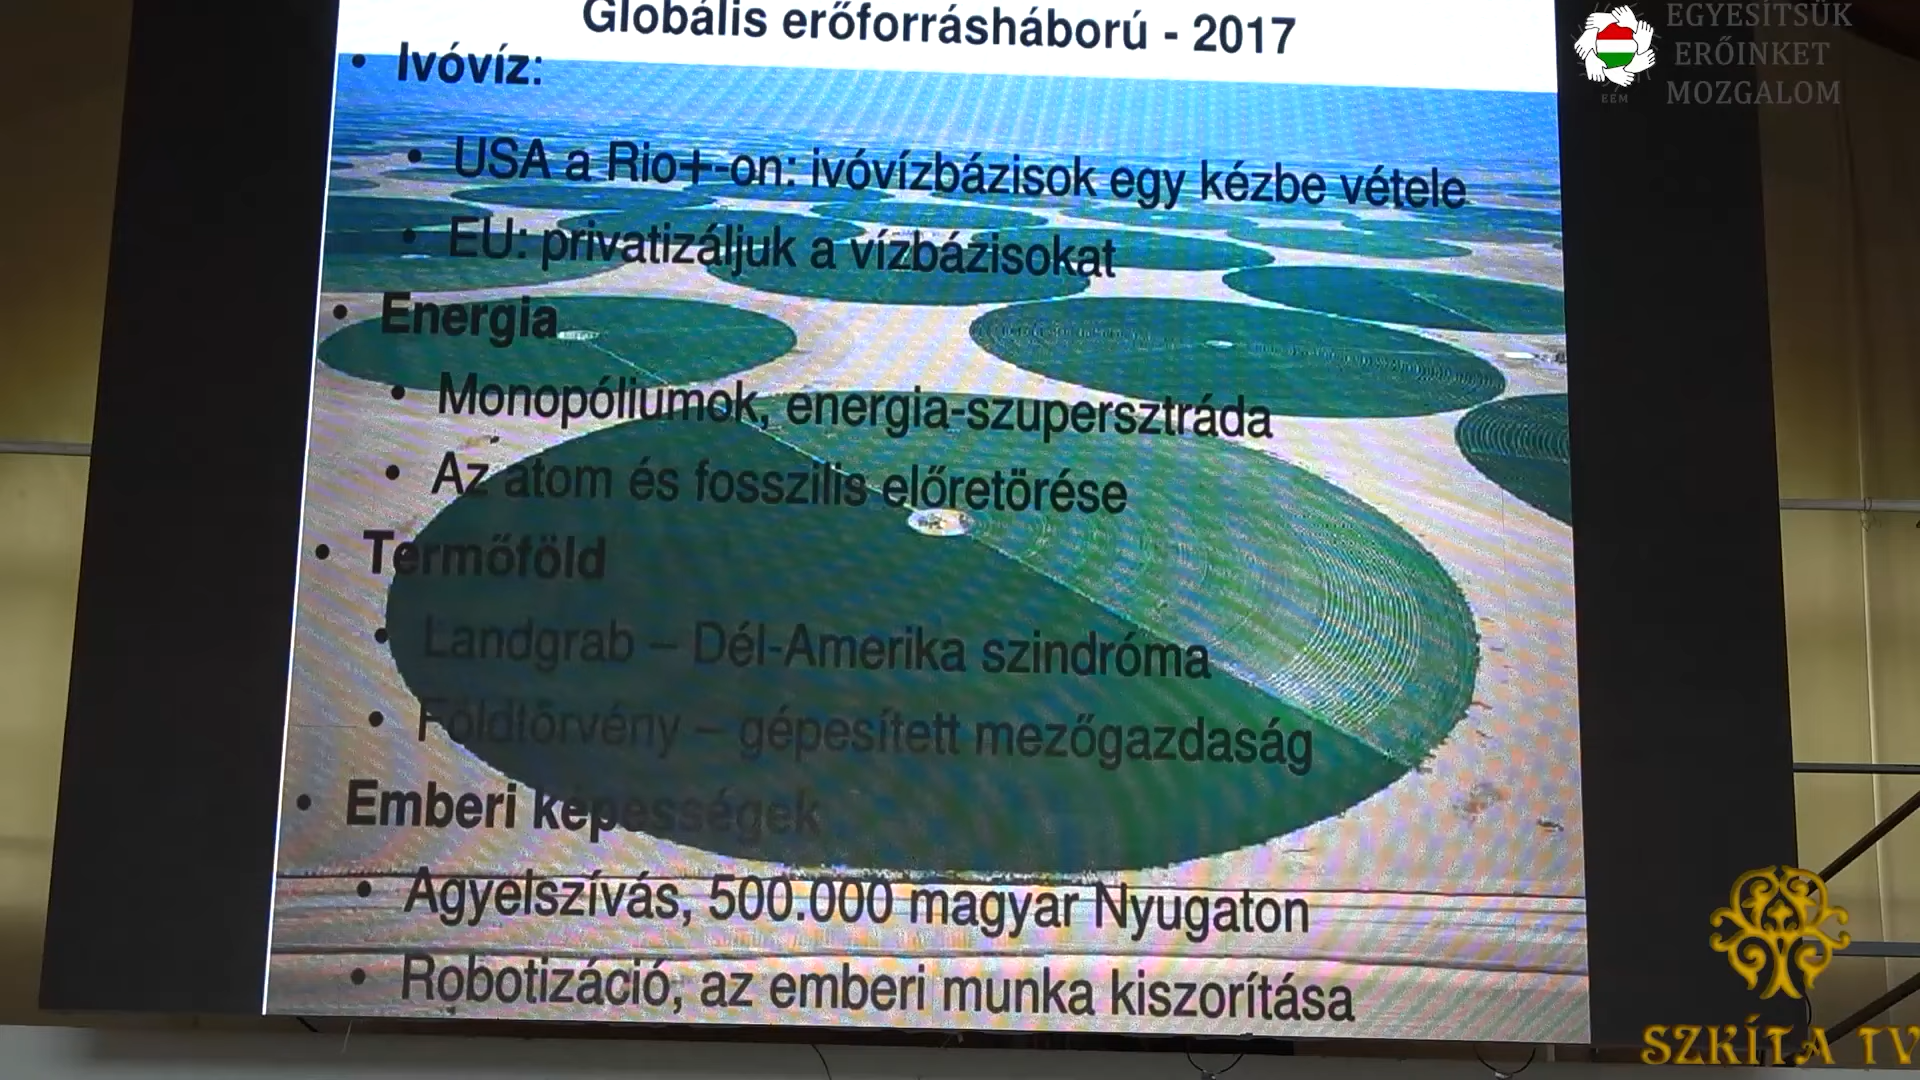 Globális erőforrásháború - 2017
• Ivóvíz:
• USA a Rio+-on: ivóvízbázisok egy kézbe vétele
• EU: privatizáljuk a vízbázisokat
• Energia
• Monopóliumok, energia-szupersztráda
• Az atom és fosszilis előretörése
• Termőföld
• Landgrab – Dél-Amerika szindróma
• Földtörvény – gépesített mezőgazdaság
• Emberi képességek
• Agyelszívás, 500.000 magyar Nyugaton
• Robotizáció, az emberi munka kiszorítása
EGYESÍTSÜK
ERŐINKET
MOZGALOM
EEM
SZKÍTA TV